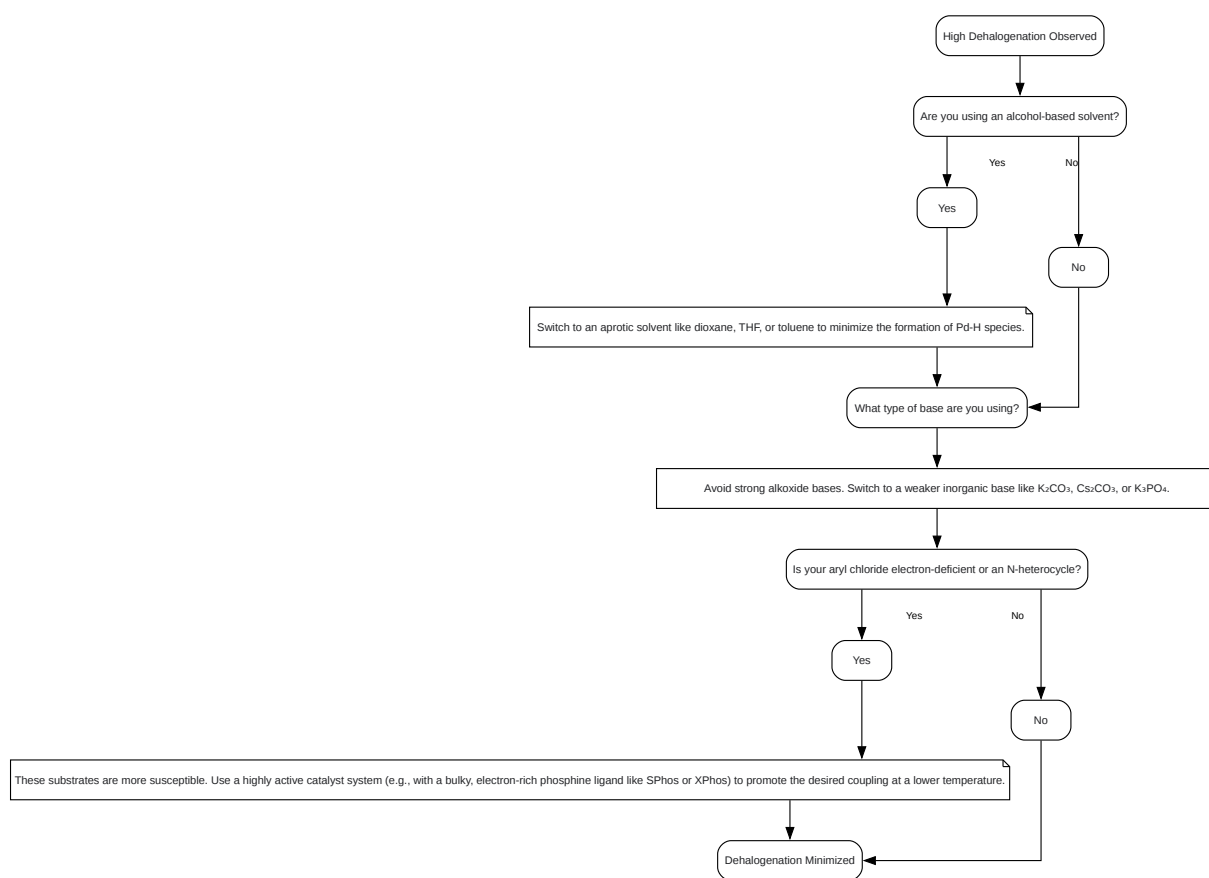 High Dehalogenation Observed
Are you using an alcohol-based solvent?
Yes
No
Yes
No
Switch to an aprotic solvent like dioxane, THF, or toluene to minimize the formation of Pd-H species.
What type of base are you using?
Avoid strong alkoxide bases. Switch to a weaker inorganic base like K₂CO₃, Cs₂CO₃, or K₃PO₄.
Is your aryl chloride electron-deficient or an N-heterocycle?
Yes
No
Yes
No
These substrates are more susceptible. Use a highly active catalyst system (e.g., with a bulky, electron-rich phosphine ligand like SPhos or XPhos) to promote the desired coupling at a lower temperature.
Dehalogenation Minimized